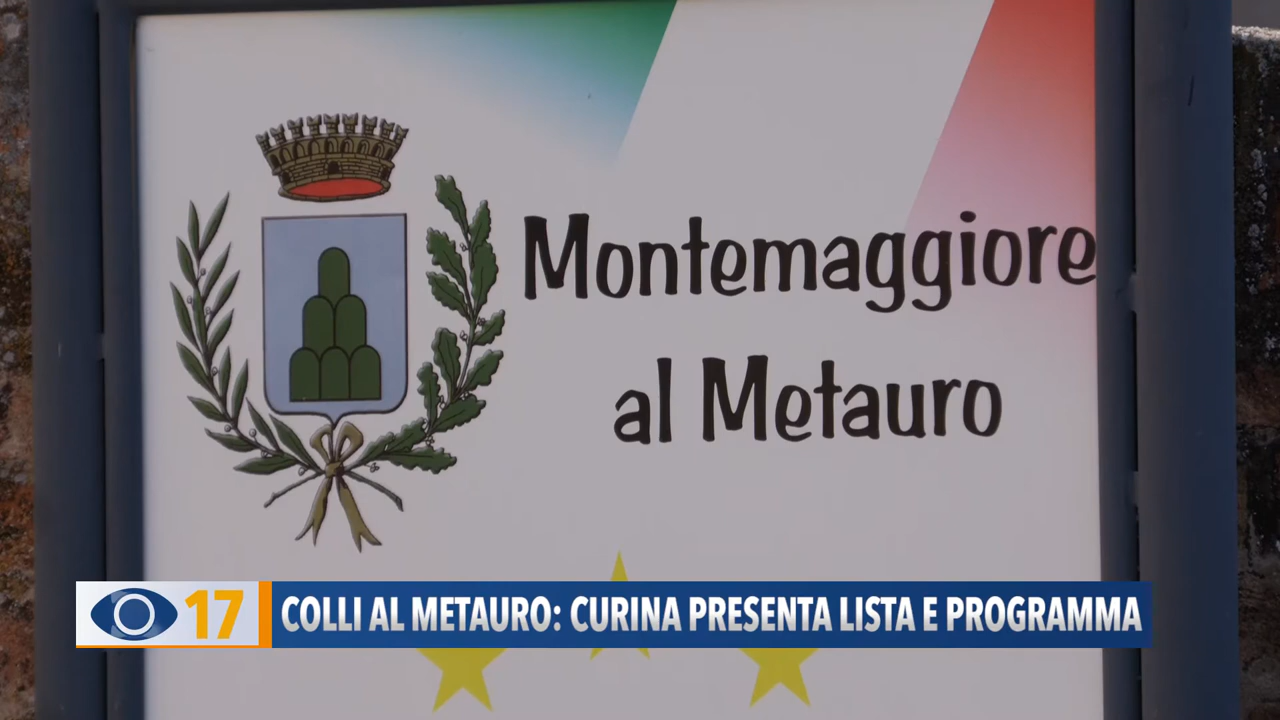 Montemaggiore
al Metauro
17 COLLI AL METAURO: CURINA PRESENTA LISTA E PROGRAMMA